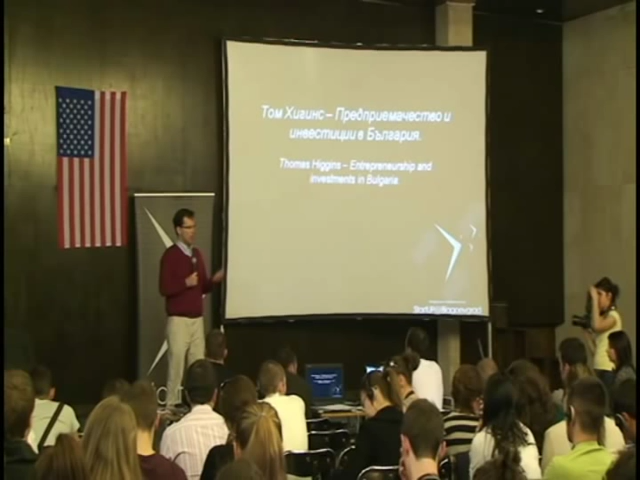 Том Хигинс – Предприемачество и
инвестиции в България.
Thomas Higgins – Entrepreneurship and
investments in Bulgaria.